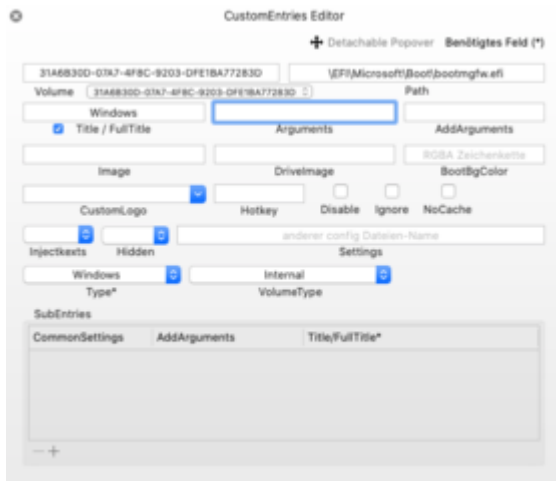 CustomEntries Editor
Detachable Popover Benötigtes Feld (*)
31A6B30D-07A7-4F8C-9203-DFE1BA77283D \EFI\Microsoft\Boot\bootmgfw.efi
Volume 31A6B30D-07A7-4F8C-9203-DFE1BA77283D Path
Windows
Title / FullTitle Arguments AddArguments
RGBA Zeichenkette
Image DriveImage BootBgColor
CustomLogo Hotkey Disable Ignore NoCache
anderer config Dateien-Name
Injectkexts Hidden Settings
Windows Internal
Type* VolumeType
SubEntries
CommonSettings AddArguments Title/FullTitle*